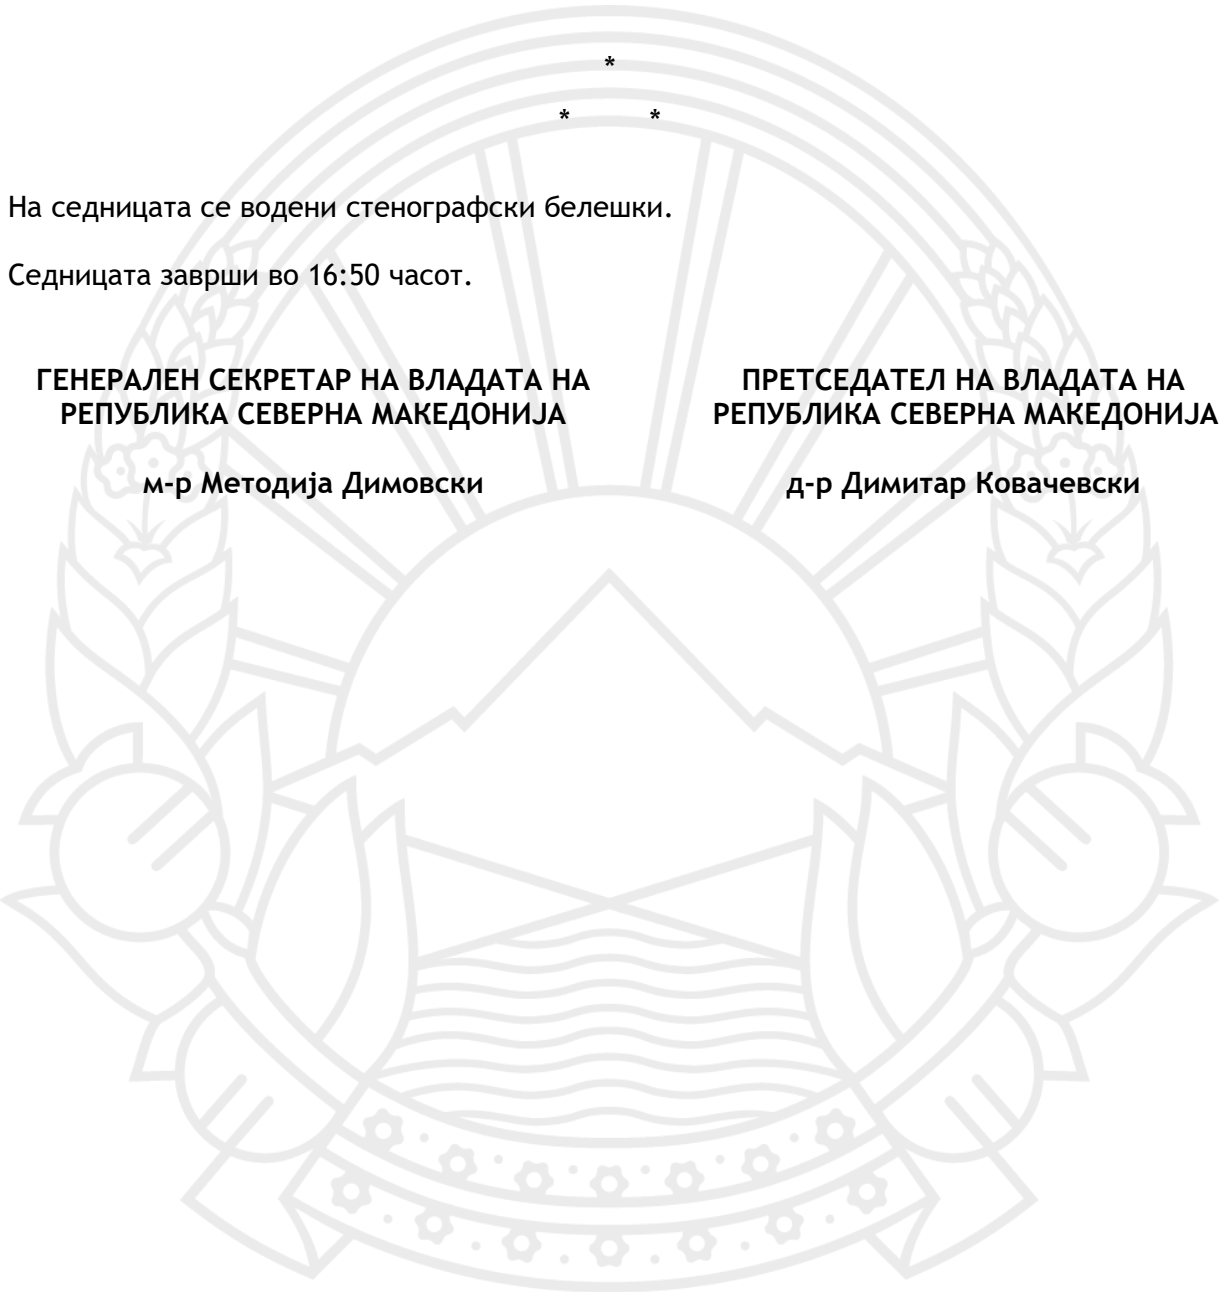 *
* *
На седницата се водени стенографски белешки.
Седницата заврши во 16:50 часот.
ГЕНЕРАЛЕН СЕКРЕТАР НА ВЛАДАТА НА
РЕПУБЛИКА СЕВЕРНА МАКЕДОНИЈА
м-р Методија Димовски
ПРЕТСЕДАТЕЛ НА ВЛАДАТА НА
РЕПУБЛИКА СЕВЕРНА МАКЕДОНИЈА
д-р Димитар Ковачевски